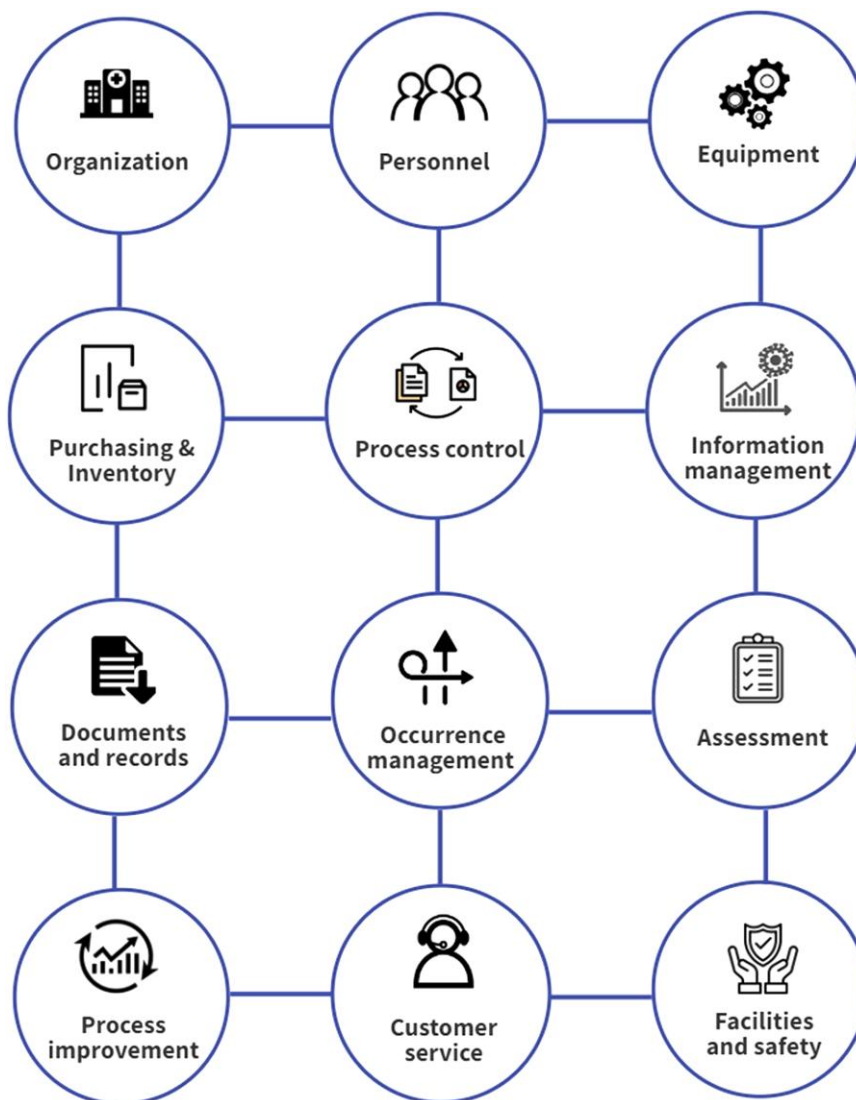 Organization
Personnel
Equipment
Purchasing &
Inventory
Process control
Information
management
Documents
and records
Occurrence
management
Assessment
Process
improvement
Customer
service
Facilities
and safety